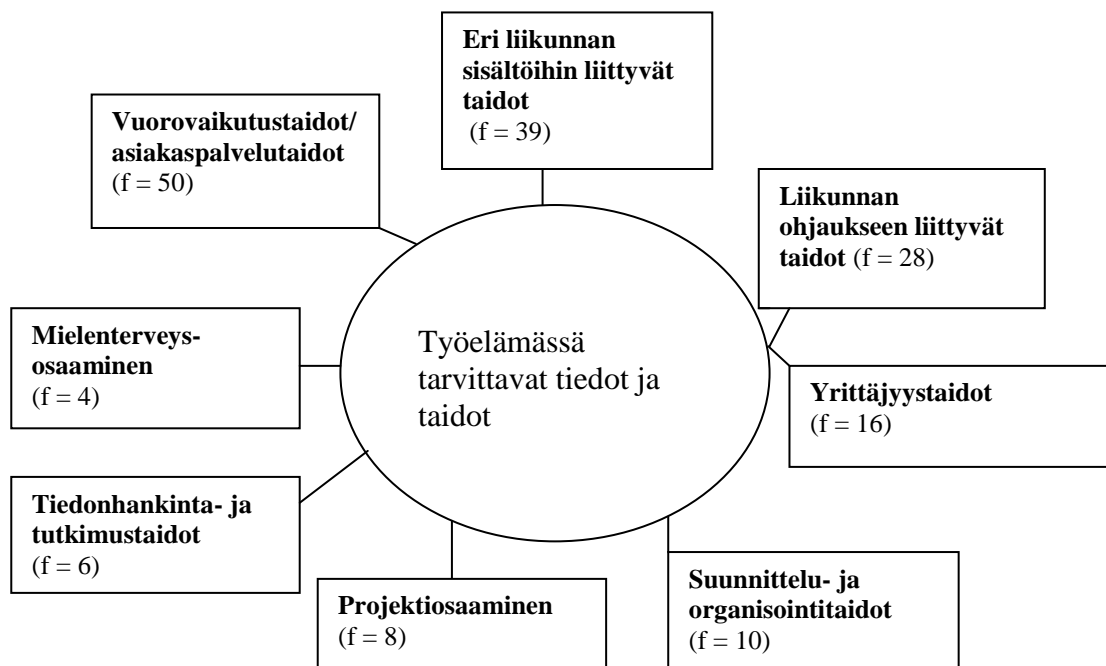 Eri liikunnan
sisältöihin liittyvät
taidot
(f = 39)
Vuorovaikutustaidot/
asiakaspalvelutaidot
(f = 50)
Liikunnan
ohjaukseen liittyvät
taidot (f = 28)
Mielenterveys-
osaaminen
(f = 4)
Työelämässä
tarvittavat tiedot ja
taidot
Yrittäjyystaidot
(f = 16)
Tiedonhankinta- ja
tutkimustaidot
(f = 6)
Projektiosaaminen
(f = 8)
Suunnittelu- ja
organisointitaidot
(f = 10)